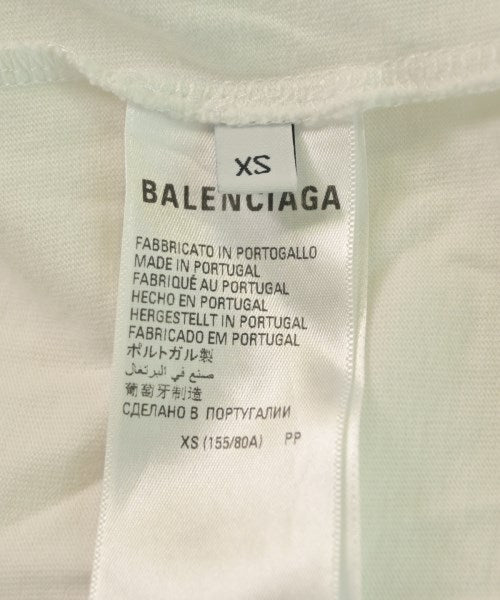 XS
BALENCIAGA
FABBRICATO IN PORTOGALLO
MADE IN PORTUGAL
FABRIQUÉ AU PORTUGAL
HECHO EN PORTUGAL
HERGESTELLT IN PORTUGAL
FABRICADO EM PORTUGAL
ポルトガル製
صنع في البرتغال
葡萄牙制造
СДЕЛАНО В ПОРТУГАЛИИ
XS (155/80A) PP